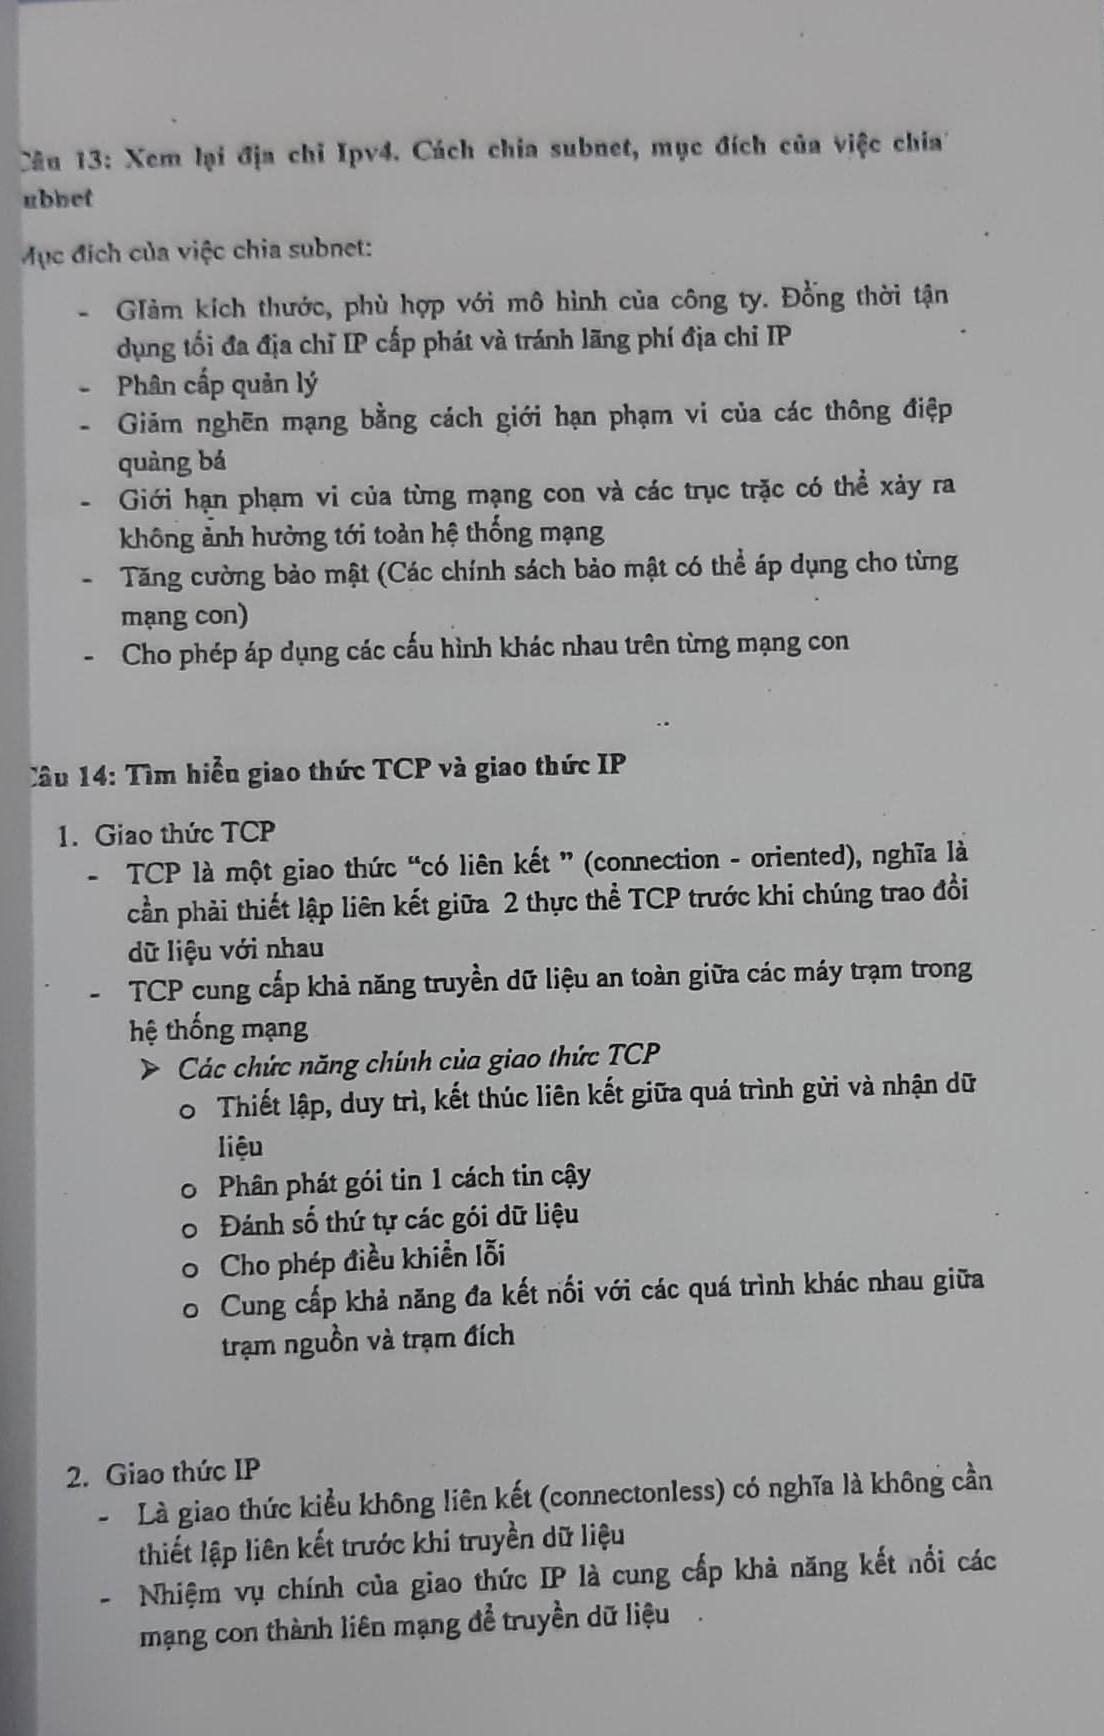 Câu 13: Xem lại địa chỉ Ipv4. Cách chia subnet, mục đích của việc chia
ubbet
Mục đích của việc chia subnet:
- GIảm kích thước, phù hợp với mô hình của công ty. Đồng thời tận
dụng tối đa địa chỉ IP cấp phát và tránh lãng phí địa chỉ IP
- Phân cấp quản lý
- Giảm nghẽn mạng bằng cách giới hạn phạm vi của các thông điệp
quảng bá
- Giới hạn phạm vi của từng mạng con và các trục trặc có thể xảy ra
không ảnh hưởng tới toàn hệ thống mạng
- Tăng cường bảo mật (Các chính sách bảo mật có thể áp dụng cho từng
mạng con)
- Cho phép áp dụng các cấu hình khác nhau trên từng mạng con
Câu 14: Tìm hiểu giao thức TCP và giao thức IP
1. Giao thức TCP
- TCP là một giao thức “có liên kết ” (connection - oriented), nghĩa là
cần phải thiết lập liên kết giữa 2 thực thể TCP trước khi chúng trao đổi
dữ liệu với nhau
- TCP cung cấp khả năng truyền dữ liệu an toàn giữa các máy trạm trong
hệ thống mạng
➢ Các chức năng chính của giao thức TCP
o Thiết lập, duy trì, kết thúc liên kết giữa quá trình gửi và nhận dữ
liệu
o Phân phát gói tin 1 cách tin cậy
o Đánh số thứ tự các gói dữ liệu
o Cho phép điều khiển lỗi
o Cung cấp khả năng đa kết nối với các quá trình khác nhau giữa
trạm nguồn và trạm đích
2. Giao thức IP
- Là giao thức kiểu không liên kết (connectonless) có nghĩa là không cần
thiết lập liên kết trước khi truyền dữ liệu
- Nhiệm vụ chính của giao thức IP là cung cấp khả năng kết nối các
mạng con thành liên mạng để truyền dữ liệu